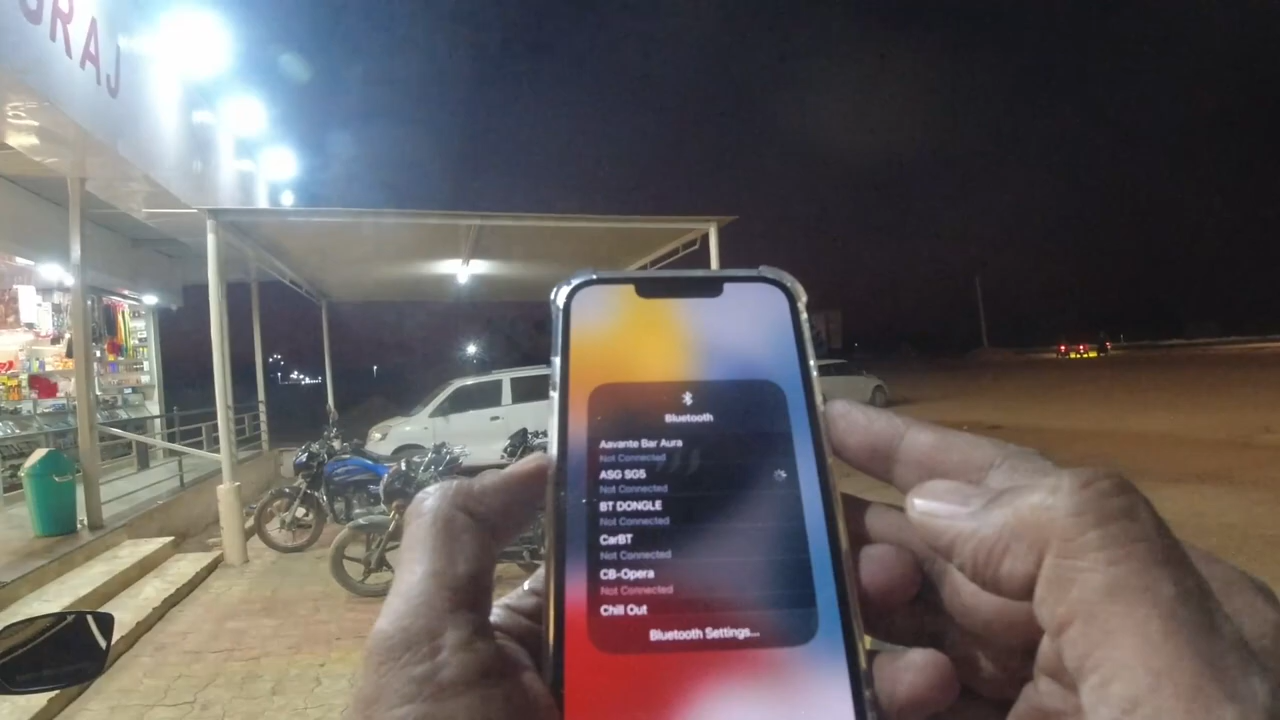 GRAJ
Bluetooth
Aavante Bar Aura
Not Connected
ASG SG5
Not Connected
BT DONGLE
Not Connected
CarBT
Not Connected
CB-Opera
Not Connected
Chill Out
Bluetooth Settings...